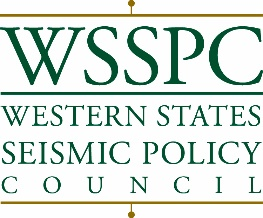 WSSPC
WESTERN STATES
SEISMIC POLICY
COUNCIL